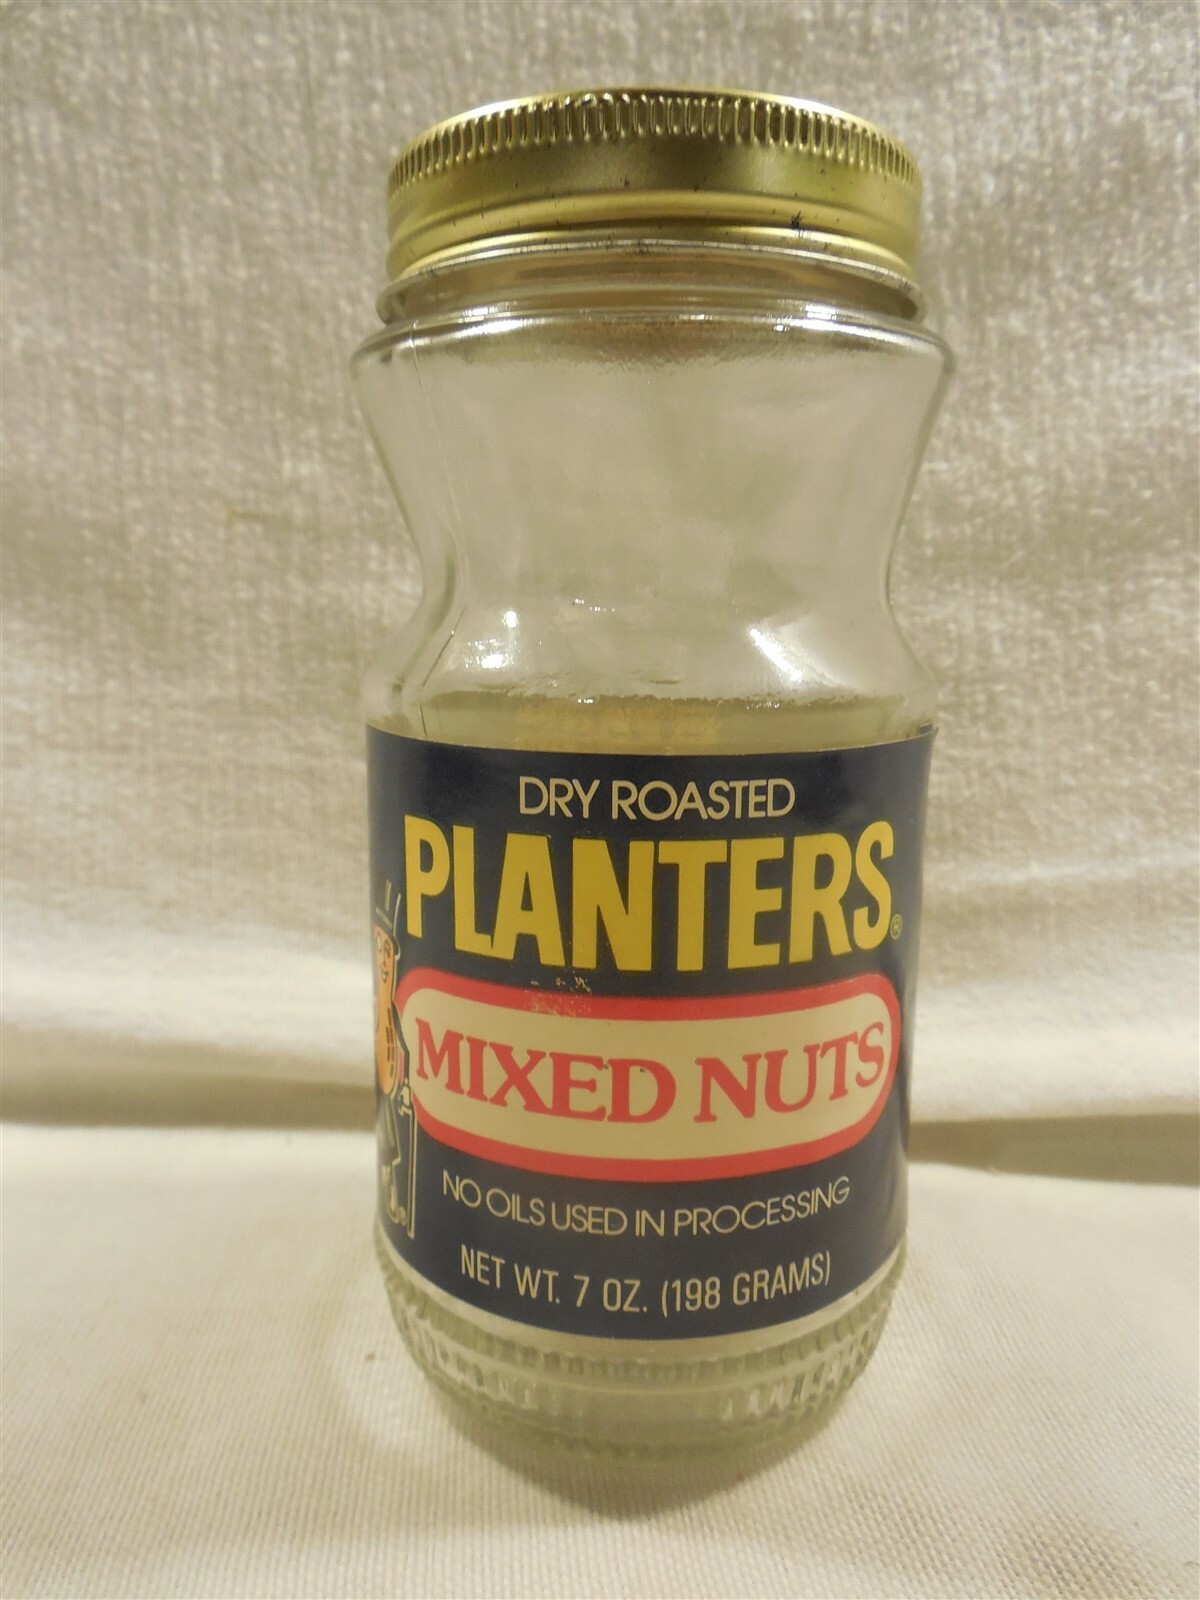 DRY ROASTED
PLANTERS®
MIXED NUTS
NO OILS USED IN PROCESSING
NET WT. 7 OZ. (198 GRAMS)